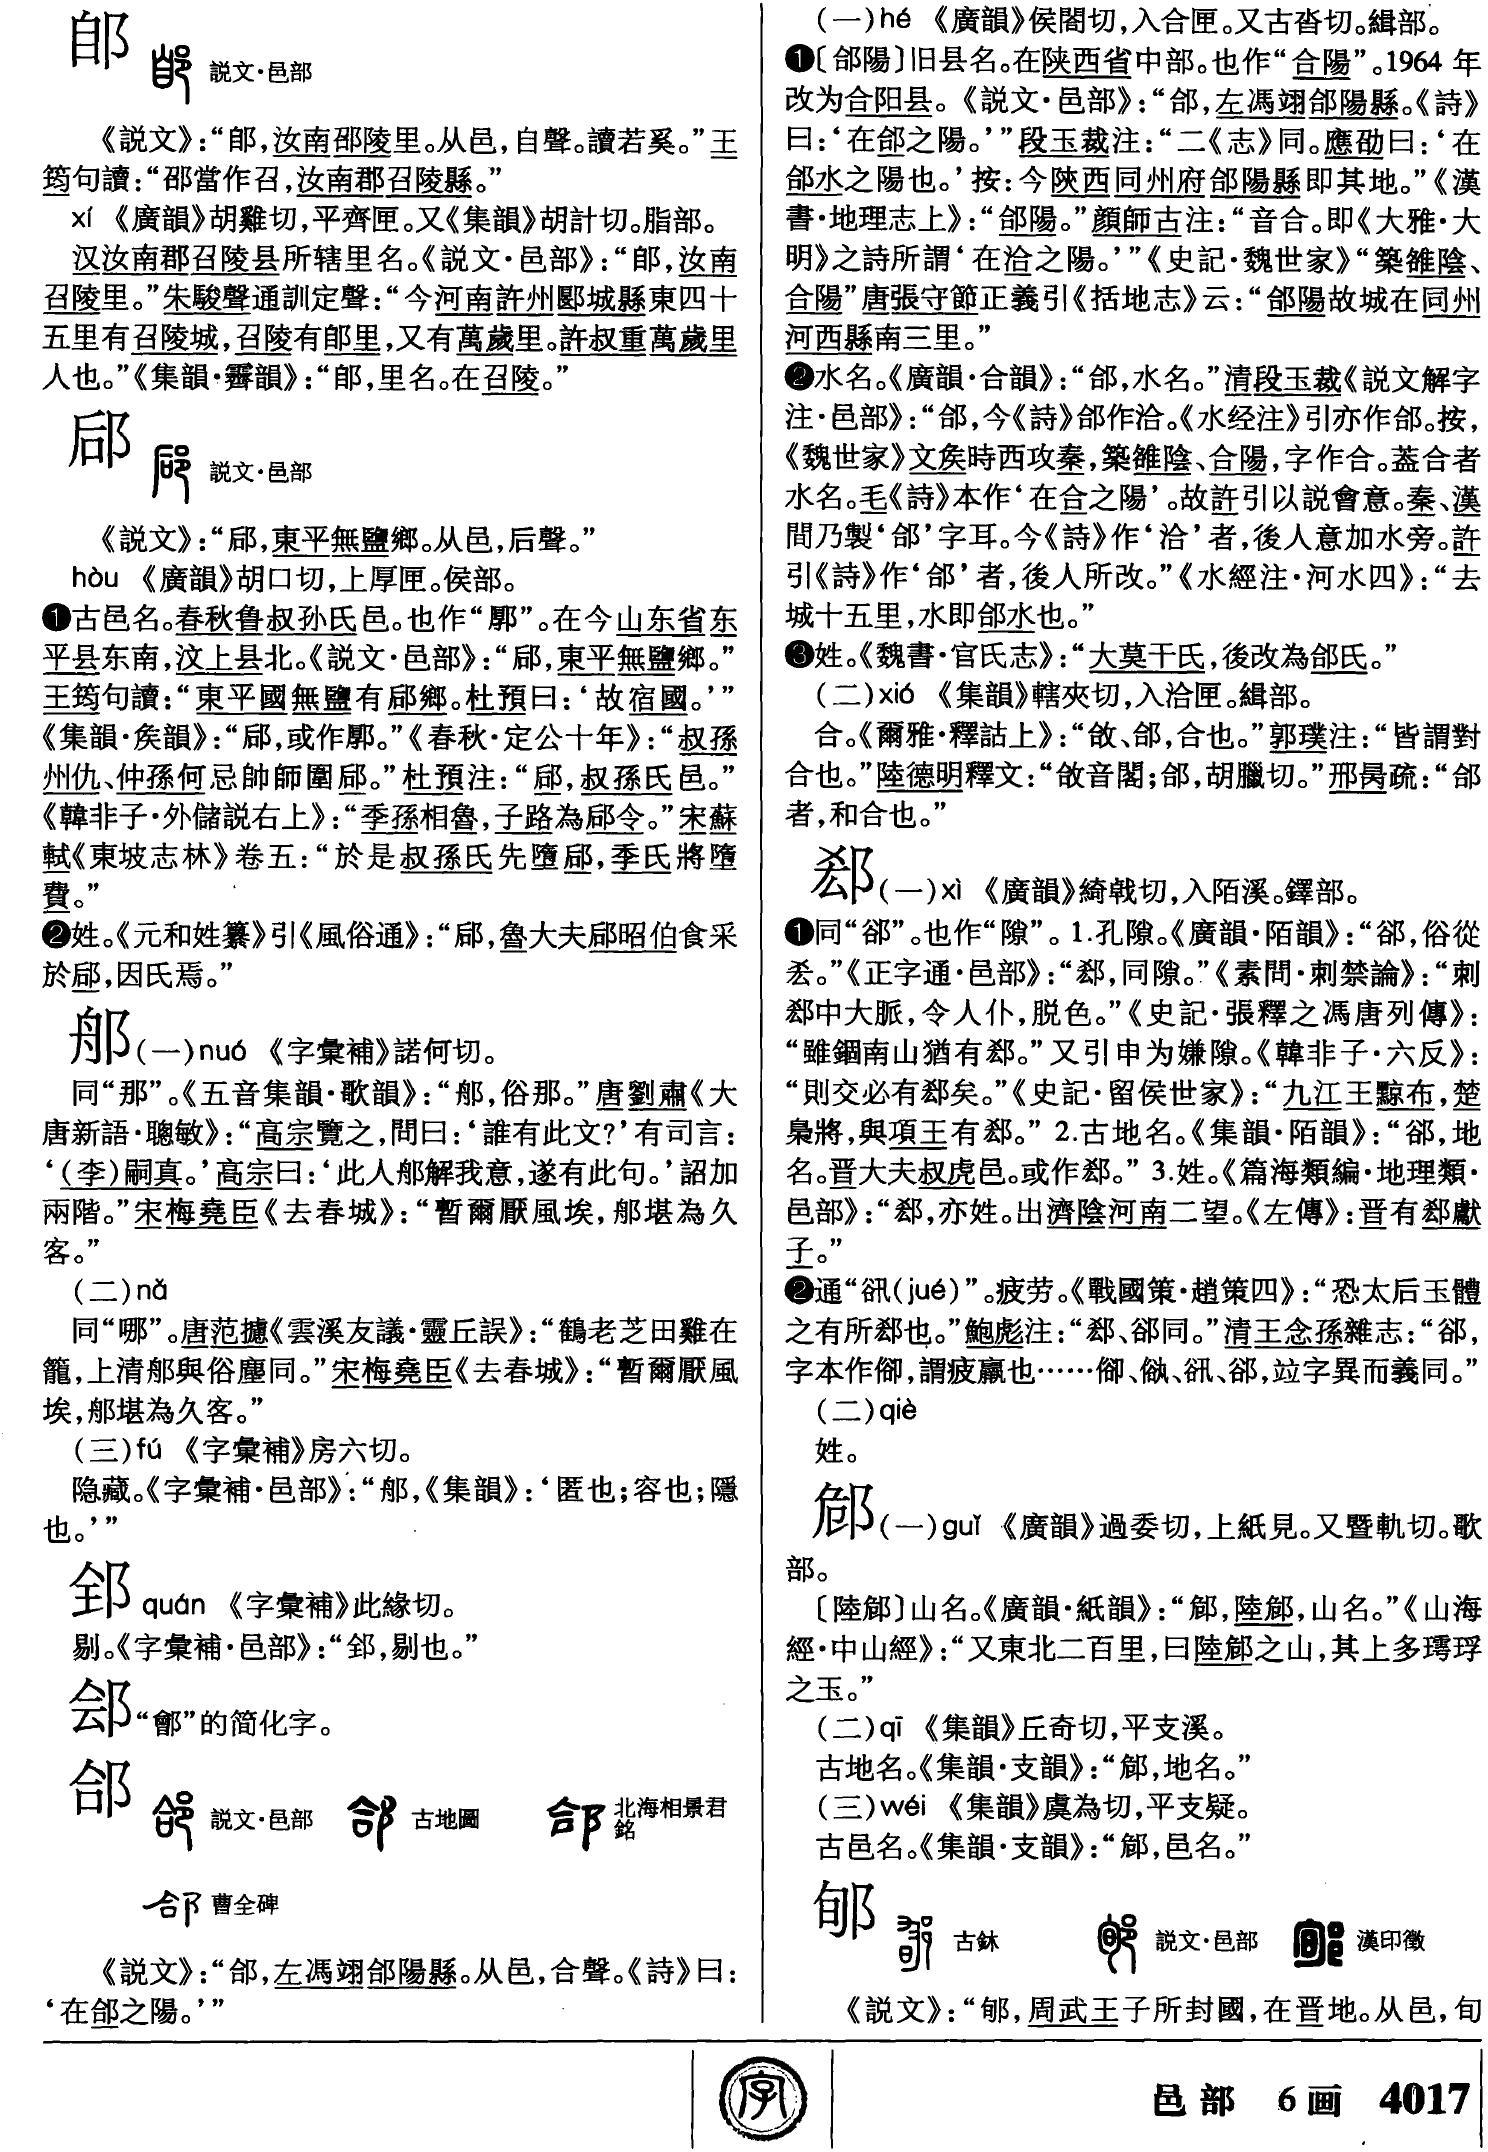 郋 説文·邑部
《説文》：“郋，汝南邵陵里。从邑，自聲。讀若奚。”王
筠句讀：“邵當作召，汝南郡召陵縣。”
xí 《廣韻》胡雞切，平齊匣。又《集韻》胡計切。脂部。
汉汝南郡召陵县所辖里名。《説文·邑部》：“郋，汝南
召陵里。”朱駿聲通訓定聲：“今河南許州郾城縣東四十
五里有召陵城，召陵有郋里，又有萬歲里。許叔重萬歲里
人也。”《集韻·霽韻》：“郋，里名。在召陵。”
郈 説文·邑部
《説文》：“郈，東平無鹽鄉。从邑，后聲。”
hòu 《廣韻》胡口切，上厚匣。侯部。
❶古邑名。春秋鲁叔孙氏邑。也作“㕑”。在今山东省东
平县东南，汶上县北。《説文·邑部》：“郈，東平無鹽鄉。”
王筠句讀：“東平國無鹽有郈鄉。杜預曰：‘故宿國。’”
《集韻·矦韻》：“郈，或作。”《春秋·定公十年》：“叔孫
州仇、仲孫何忌帥師圍郈。”杜預注：“郈，叔孫氏邑。”
《韓非子·外儲説右上》：“季孫相魯，子路為郈令。”宋蘇
軾《東坡志林》卷五：“於是叔孫氏先墮郈，季氏將墮
費。”
❷姓。《元和姓纂》引《風俗通》：“郈，魯大夫郈昭伯食采
於郈，因氏焉。”
郍(一)nuó 《字彙補》諾何切。
同“那”。《五音集韻·歌韻》：“郍，俗那。”唐劉肅《大
唐新語·聰敏》：“高宗覽之，問曰：‘誰有此文?’有司言：
‘(李)嗣真。’高宗曰：‘此人郍解我意，遂有此句。’詔加
兩階。”宋梅堯臣《去春城》：“暫爾厭風埃，郍堪為久
客。”
(二)nǎ
同“哪”。唐范攄《雲溪友議·靈丘誤》：“鶴老芝田雞在
籠，上清郍與俗塵同。”宋梅堯臣《去春城》：“暫爾厭風
埃，郍堪為久客。”
(三)fú 《字彙補》房六切。
隐藏。《字彙補·邑部》：“郍，《集韻》：‘匿也；容也；隱
也。’”
䣭 quán 《字彙補》此緣切。
剔。《字彙補·邑部》：“，剔也。”
郐“鄶”的简化字。
郃 説文·邑部 古地圖 北海相景君
銘
曹全碑
《説文》：“郃，左馮翊郃陽縣。从邑，合聲。《詩》曰：
‘在郃之陽。’”
(一)hé 《廣韻》侯閤切，入合匣。又古沓切。緝部。
❶〔郃陽〕旧县名。在陕西省中部。也作“合陽”。1964年
改为合阳县。《説文·邑部》：“郃，左馮翊郃陽縣。《詩》
曰：‘在郃之陽。’”段玉裁注：“二《志》同。應劭曰：‘在
郃水之陽也。’按：今陝西同州府郃陽縣即其地。”《漢
書·地理志上》：“郃陽。”顔師古注：“音合。即《大雅·大
明》之詩所謂‘在洽之陽。’”《史記·魏世家》“築雒陰、
合陽”唐張守節正義引《括地志》云：“郃陽故城在同州
河西縣南三里。”
❷水名。《廣韻·合韻》：“郃，水名。”清段玉裁《説文解字
注·邑部》：“郃，今《詩》郃作洽。《水经注》引亦作郃。按，
《魏世家》文矦時西攻秦，築雒陰、合陽，字作合。葢合者
水名。毛《詩》本作‘在合之陽’。故許引以説會意。秦、漢
間乃製‘郃’字耳。今《詩》作‘洽’者，後人意加水旁。許
引《詩》作‘郃’者，後人所改。”《水經注·河水四》：“去
城十五里，水即郃水也。”
❸姓。《魏書·官氏志》：“大莫干氏，後改為郃氏。”
(二)xiá 《集韻》轄夾切，入洽匣。緝部。
合。《爾雅·釋詁上》：“敆、郃，合也。”郭璞注：“皆謂對
合也。”陸德明釋文：“敆音閤；郃，胡臘切。”邢昺疏：“郃
者，和合也。”
郄(一)xì 《廣韻》綺戟切，入陌溪。鐸部。
❶同“郤”。也作“隙”。1.孔隙。《廣韻·陌韻》：“郤，俗從
厺。”《正字通·邑部》：“郄，同隙。”《素問·刺禁論》：“刺
郄中大脈，令人仆，脱色。”《史記·張釋之馮唐列傳》：
“雖錮南山猶有郄。”又引申为嫌隙。《韓非子·六反》：
“則交必有郄矣。”《史記·留侯世家》：“九江王黥布，楚
梟將，與項王有郄。”2.古地名。《集韻·陌韻》：“郤，地
名。晋大夫叔虎邑。或作郄。”3.姓。《篇海類編·地理類·
邑部》：“郄，亦姓。出濟陰河南二望。《左傳》：晋有郄獻
子。”
❷通“㕁(jué)”。疲劳。《戰國策·趙策四》：“恐太后玉體
之有所郄也。”鮑彪注：“郄、郤同。”清王念孫雜志：“郤，
字本作㑢，謂疲羸也……㑢、、、郤，竝字異而義同。”
(二)qiè
姓。
郈(一)guǐ 《廣韻》過委切，上紙見。又暨軌切。歌
部。
〔陸郈〕山名。《廣韻·紙韻》：“郈，陸郈，山名。”《山海
經·中山經》：“又東北二百里，曰陸郈之山，其上多㻬琈
之玉。”
(二)qī 《集韻》丘奇切，平支溪。
古地名。《集韻·支韻》：“郈，地名。”
(三)wéi 《集韻》虞為切，平支疑。
古邑名。《集韻·支韻》：“郈，邑名。”
郇 古鉥 説文·邑部 漢印徵
《説文》：“郇，周武王子所封國，在晋地。从邑，旬
字
邑部 6画 4017